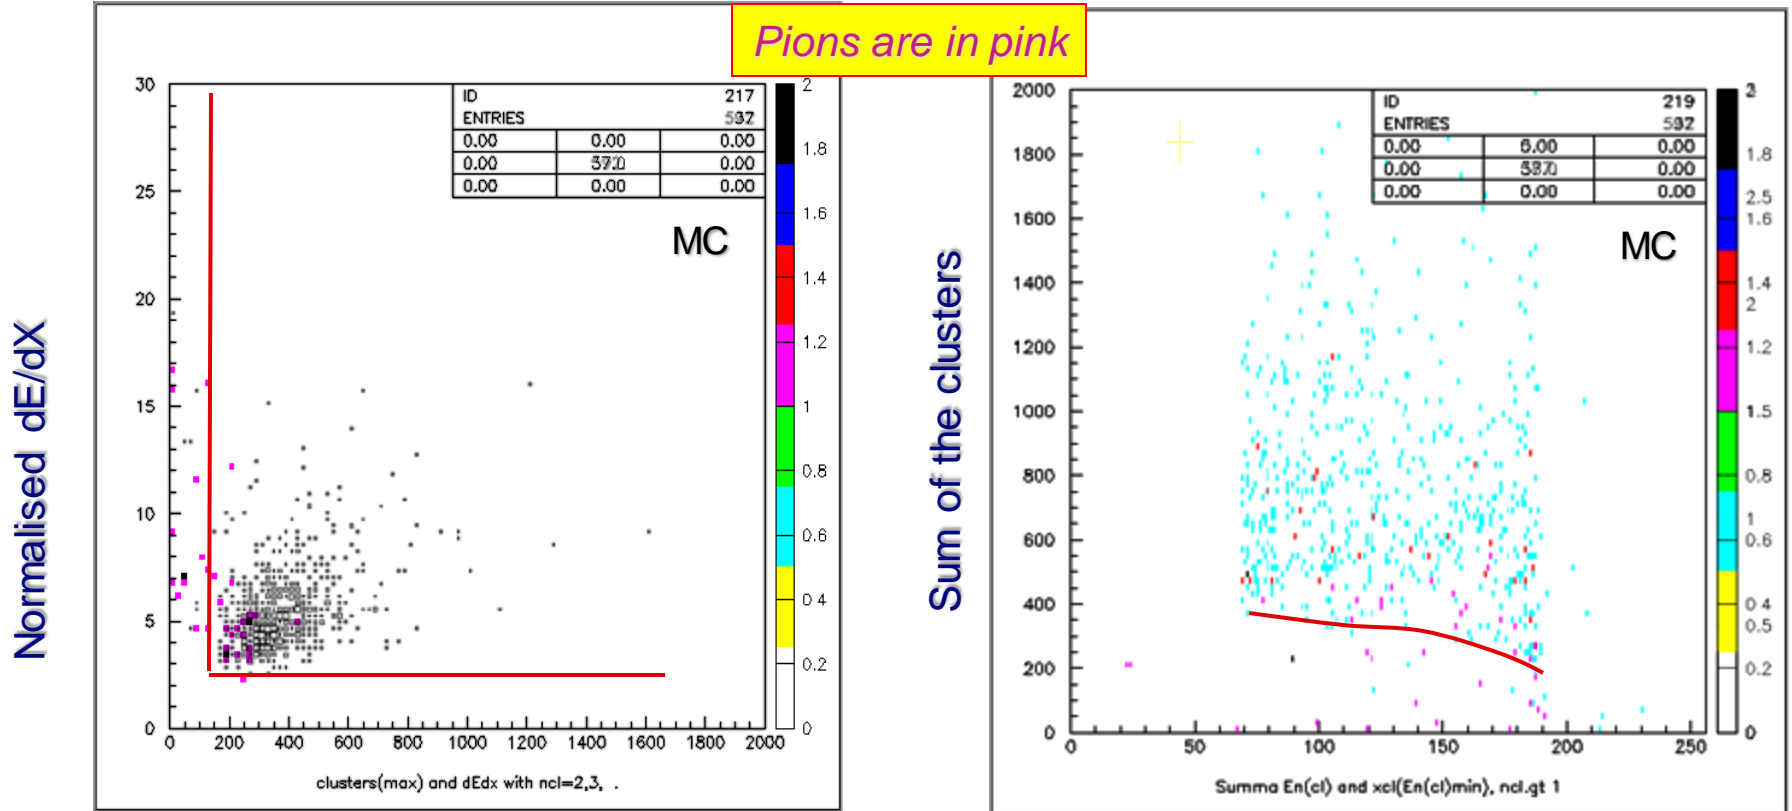 Pions are in pink
Normalised dE/dX
30
25
20
15
10
5
0
ID 217
ENTRIES
0.00 0.00 0.00
0.00 0.00
0.00 0.00 0.00
MC
2
1.8
1.6
1.4
1.2
1
0.8
0.6
0 4
0.2
0
0 200 400 600 800 1000 1200 1400 1600 1800 2000
clusters(max) and dEdx with ncl=2,3, .
Sum of the clusters
2000
1800
1600
1400
1200
1000
800
600
400
200
0
ID 219
ENTRIES
0.00 0.00
0.00 0.00
0.00 0.00 0.00
MC
1.8
2.5
1.6
1.4
2
1.2
1.5
0.8
1
0.6
0.4
0.5
0.2
0
0 50 100 150 200 250
Summa En(cl) and xcl(En(cl)min), ncl.gt 1